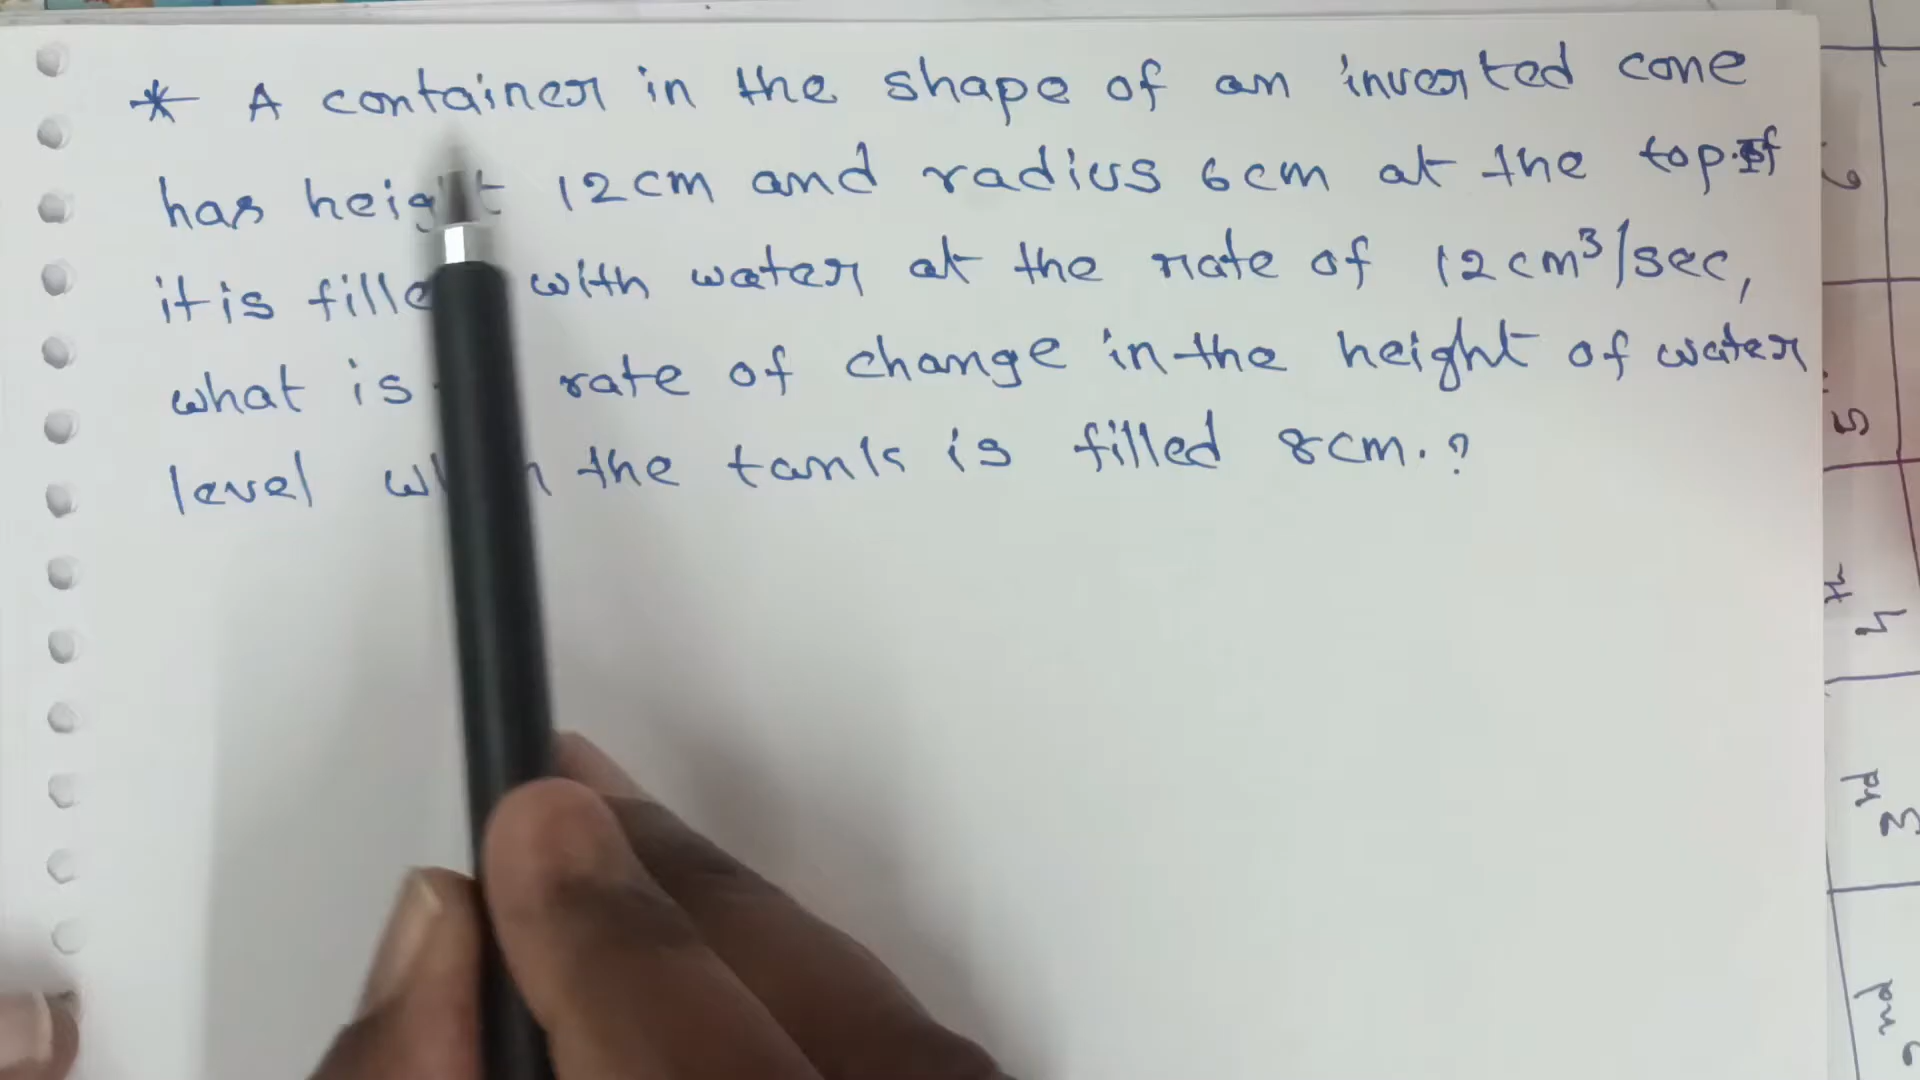 * A container in the shape of an inverted cone
has height 12cm and radius 6cm at the top. If
it is fille with water at the rate of 12cm³/sec,
what is rate of change in the height of water
level the tank is filled 8cm.?